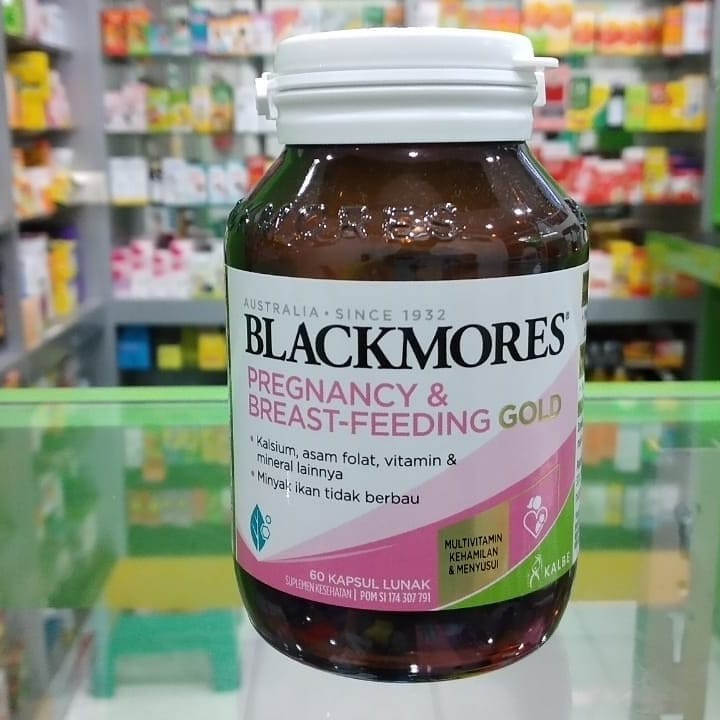 AUSTRALIA • SINCE 1932
BLACKMORES®
PREGNANCY &
BREAST-FEEDING GOLD
• Kalsium, asam folat, vitamin &
mineral lainnya
• Minyak ikan tidak berbau
MULTIVITAMIN
KEHAMILAN
& MENYUSUI
KALBE
60 KAPSUL LUNAK
SUPLEMEN KESEHATAN | POM SI 174 307 791